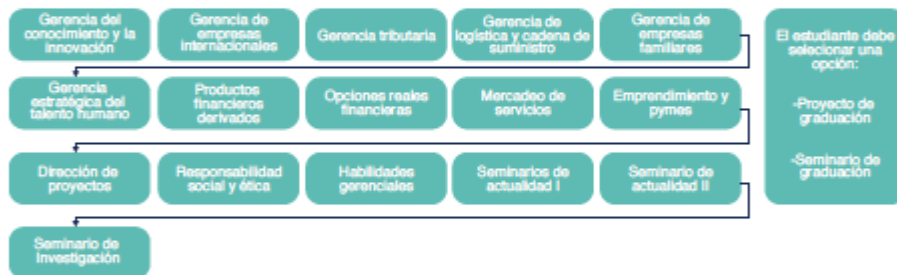 Gerencia del
conocimiento y la
innovación
Gerencia de
empresas
internacionales
Gerencia tributaria
Gerencia de
logística y cadena de
suministro
Gerencia de
empresas
familiares
Gerencia
estratégica del
talento humano
Productos
financieros
derivados
Opciones reales
financieras
Mercadeo de
servicios
Emprendimiento y
pymes
Dirección de
proyectos
Responsabilidad
social y ética
Habilidades
gerenciales
Seminarios de
actualidad I
Seminario de
actualidad II
Seminario de
Investigación
El estudiante debe
selecionar una
opción:
-Proyecto de
graduación
-Seminario de
graduación